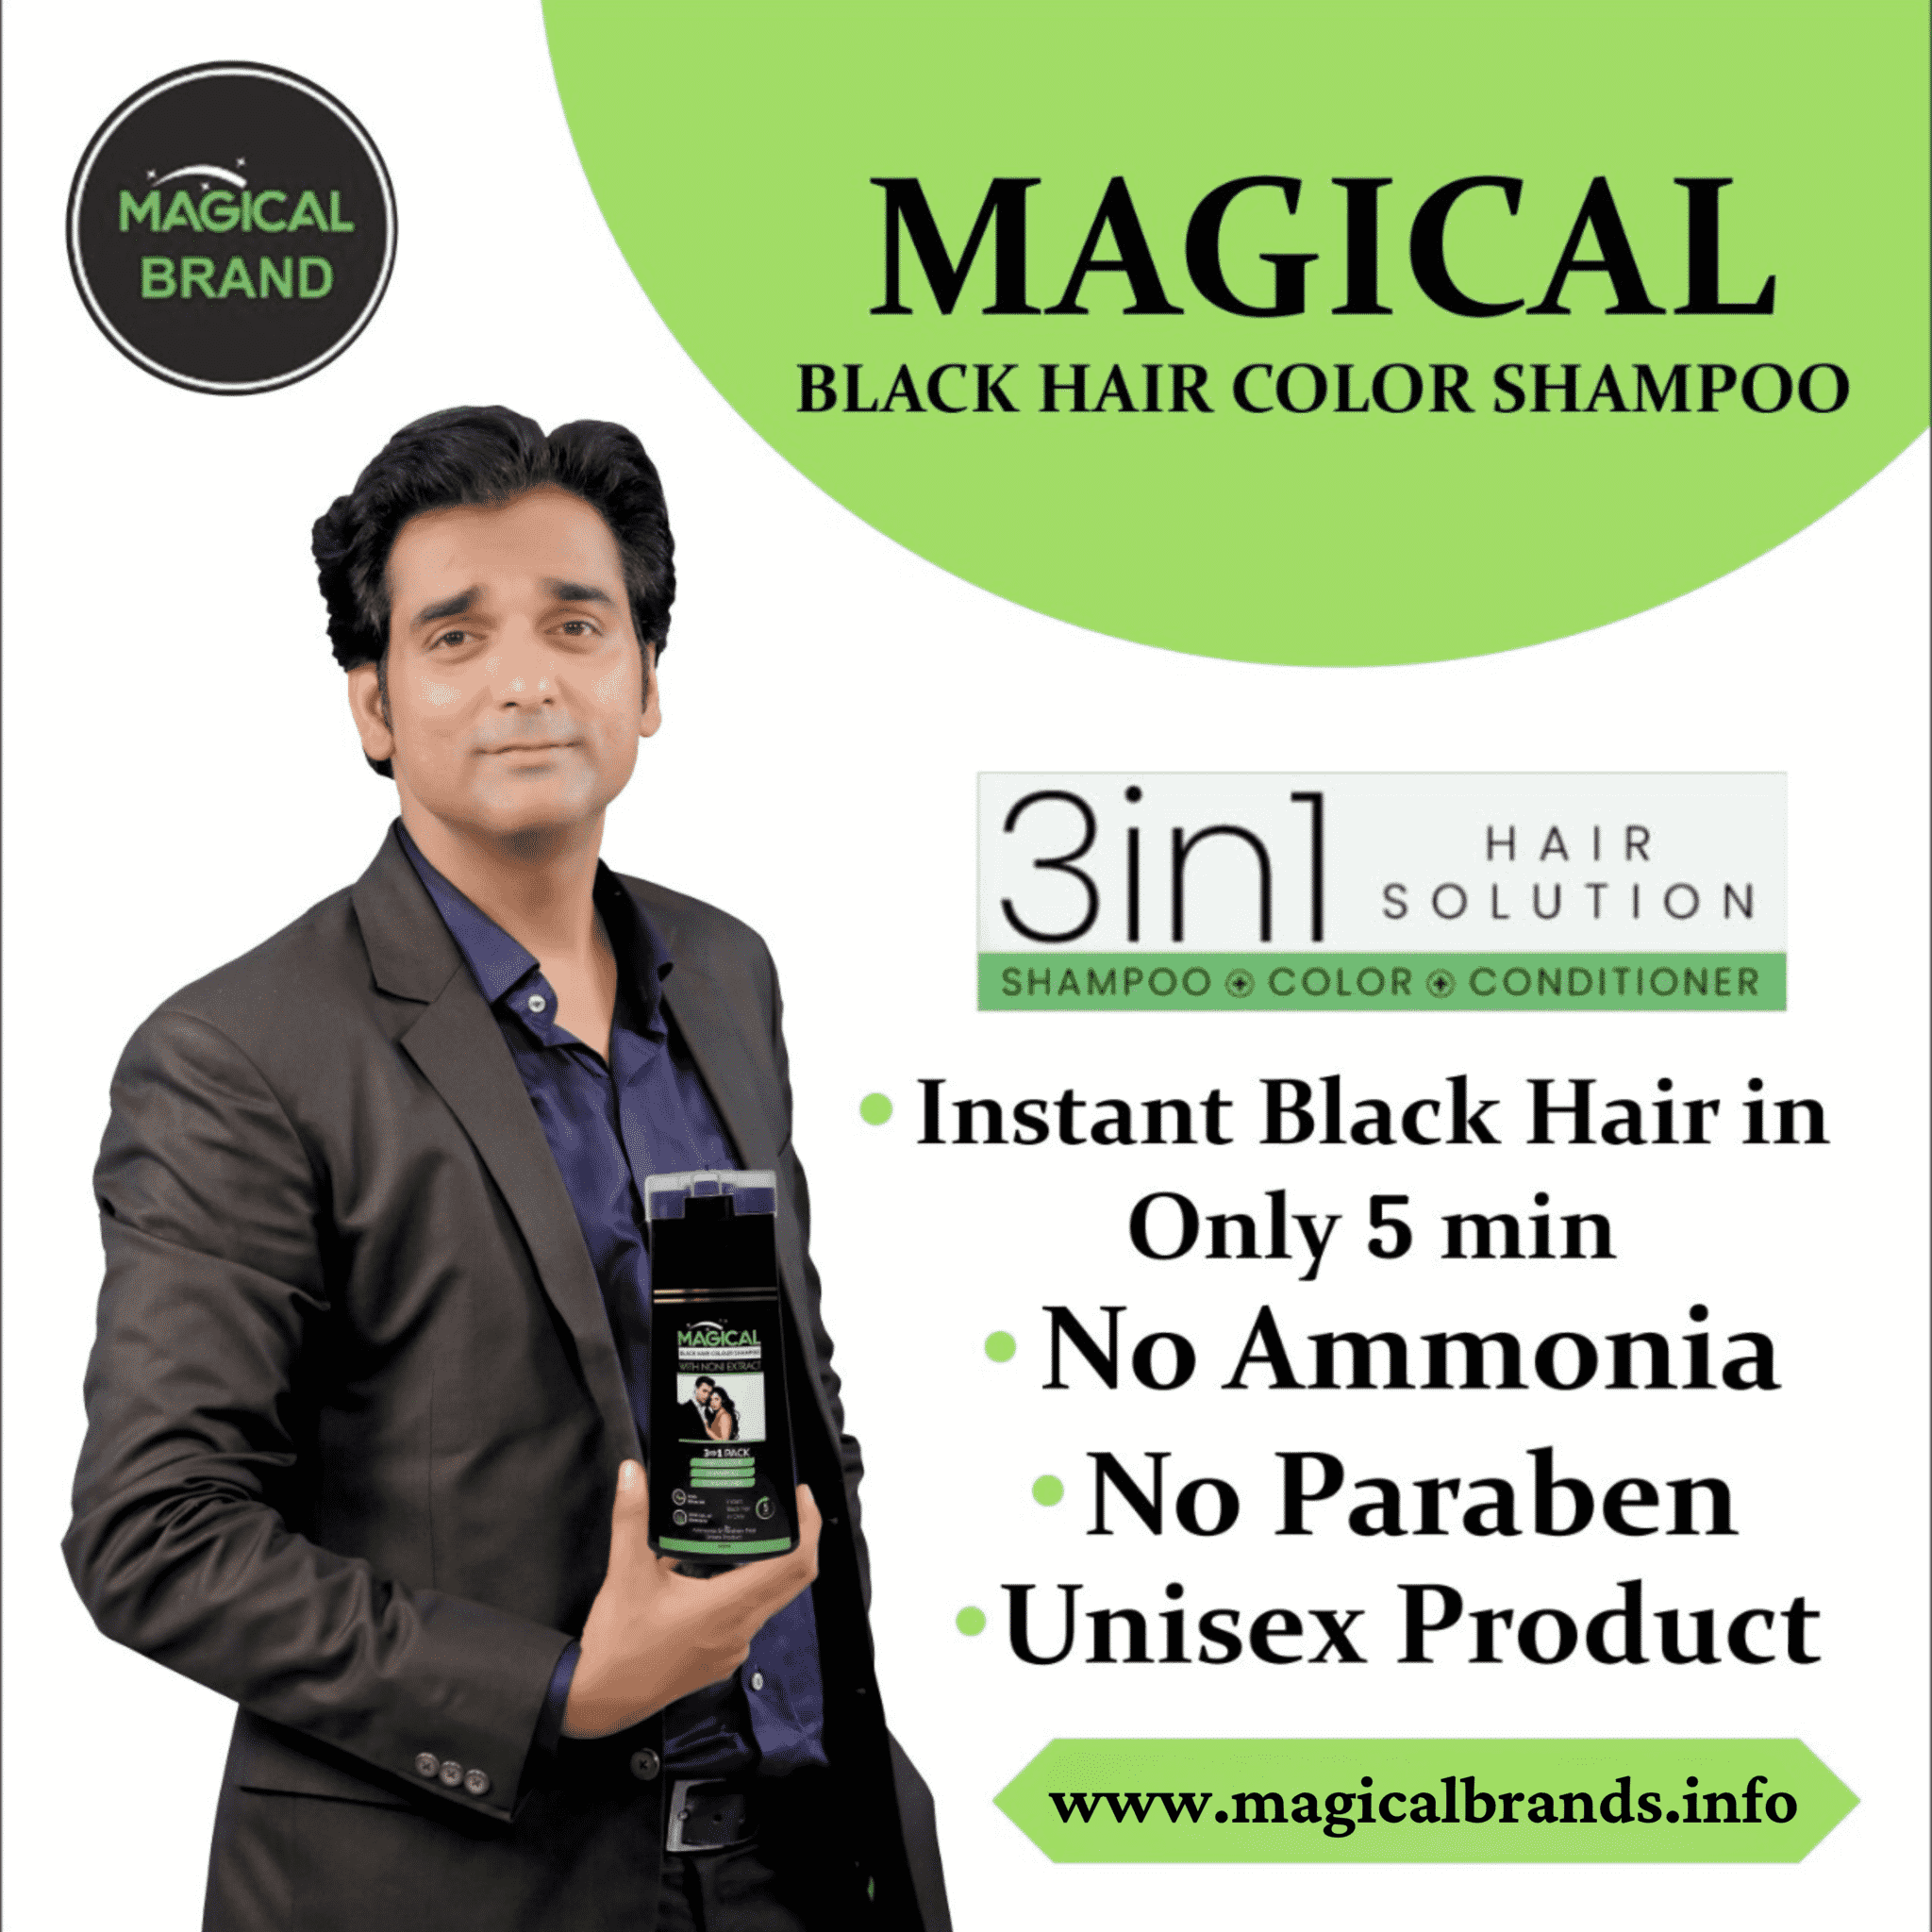 MAGICAL
BRAND
MAGICAL
BLACK HAIR COLOR SHAMPOO
3in1 HAIR
SOLUTION
SHAMPOO + COLOR + CONDITIONER
• Instant Black Hair in
Only 5 min
• No Ammonia
• No Paraben
• Unisex Product
www.magicalbrands.info
MAGICAL
BLACK HAIR COLOUR SHAMPOO
WITH NONI EXTRACT
3in1 PACK
Unisex Product